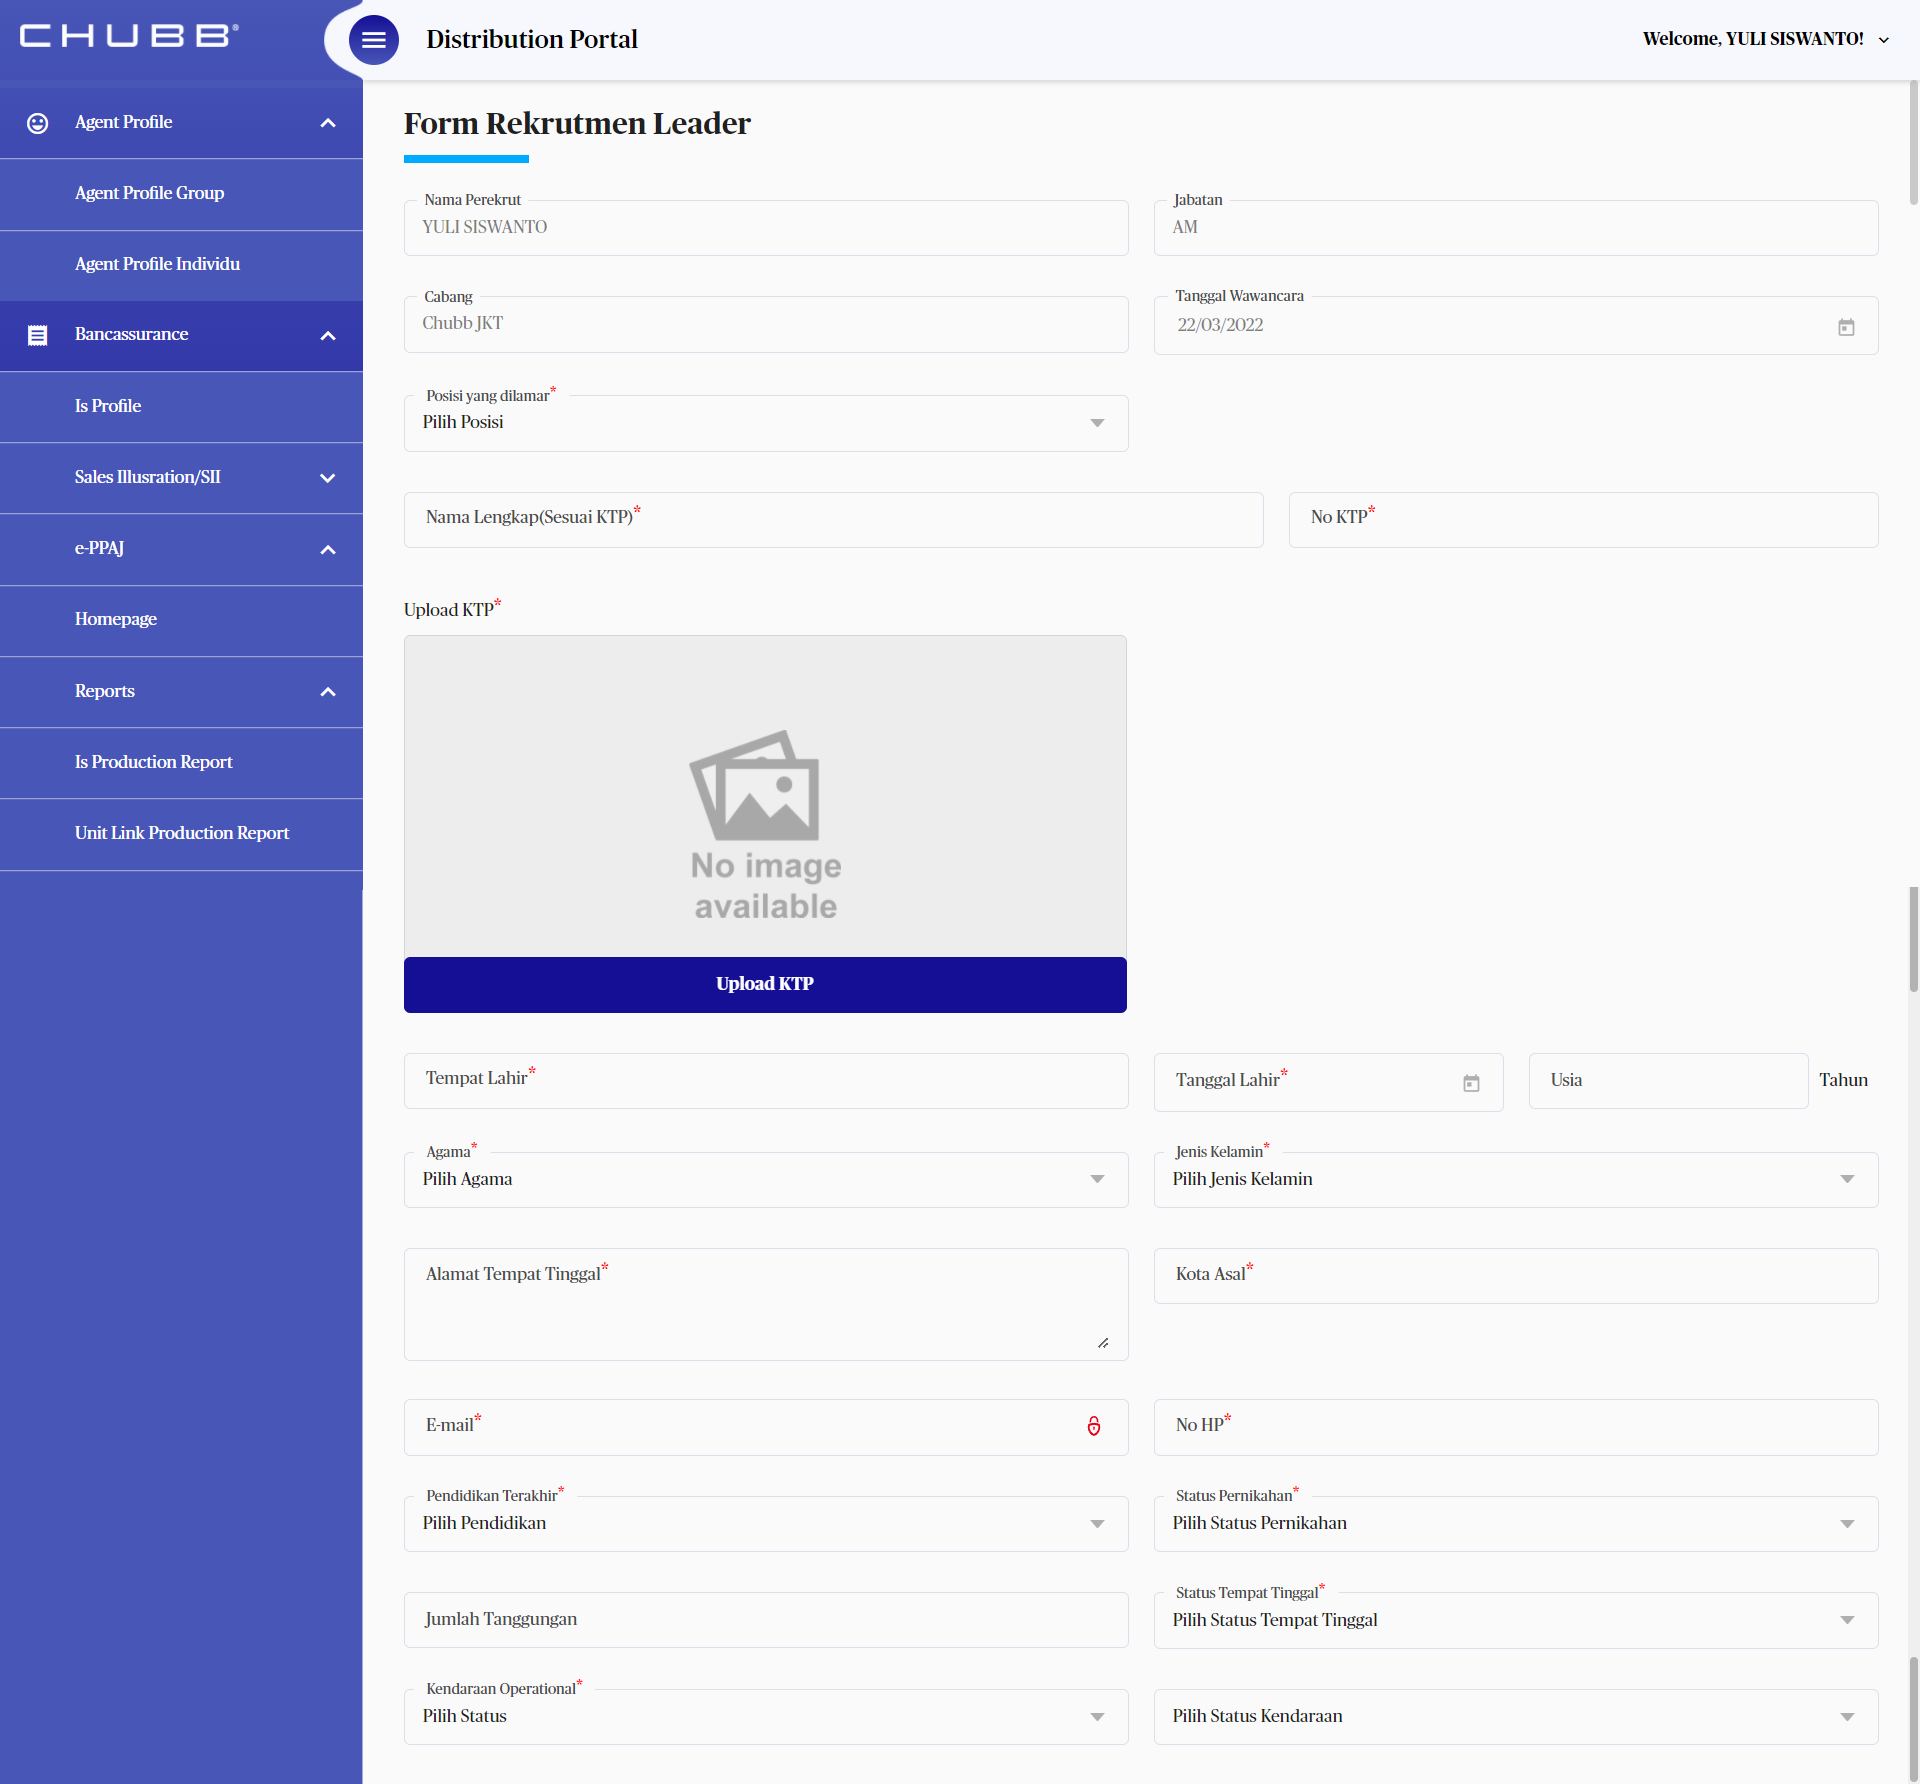 CHUBB®
Distribution Portal
Welcome, YULI SISWANTO!
Agent Profile
Agent Profile Group
Agent Profile Individu
Bancassurance
Is Profile
Sales Illusration/SII
e-PPAJ
Homepage
Reports
Is Production Report
Unit Link Production Report
Form Rekrutmen Leader
Nama Perekrut
YULI SISWANTO
Jabatan
AM
Cabang
Chubb JKT
Tanggal Wawancara
22/03/2022
Posisi yang dilamar*
Pilih Posisi
Nama Lengkap(Sesuai KTP)*
No KTP*
Upload KTP*
No image
available
Upload KTP
Tempat Lahir*
Tanggal Lahir*
Usia
Tahun
Agama*
Pilih Agama
Jenis Kelamin*
Pilih Jenis Kelamin
Alamat Tempat Tinggal*
Kota Asal*
E-mail*
No HP*
Pendidikan Terakhir*
Pilih Pendidikan
Status Pernikahan*
Pilih Status Pernikahan
Jumlah Tanggungan
Status Tempat Tinggal*
Pilih Status Tempat Tinggal
Kendaraan Operational*
Pilih Status
Pilih Status Kendaraan